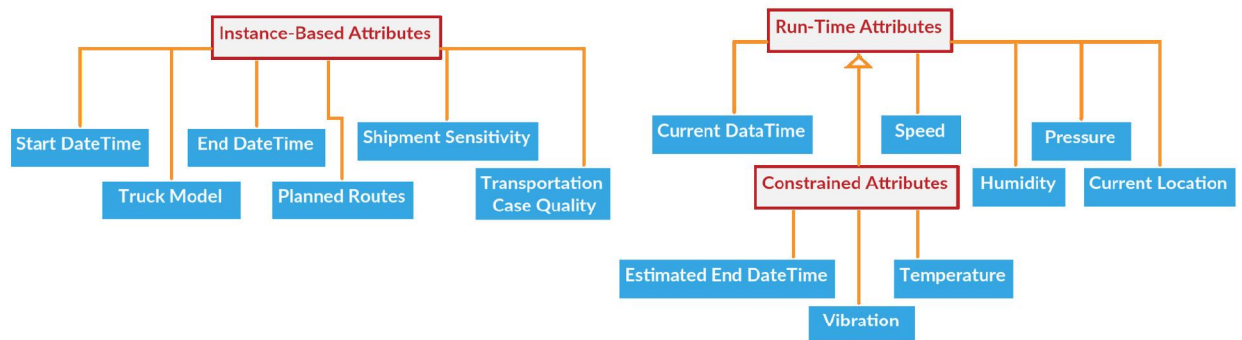 Instance-Based Attributes
Start DateTime
Truck Model
End DateTime
Planned Routes
Shipment Sensitivity
Transportation
Case Quality
Run-Time Attributes
Current DataTime
Speed
Pressure
Humidity
Current Location
Constrained Attributes
Estimated End DateTime
Vibration
Temperature